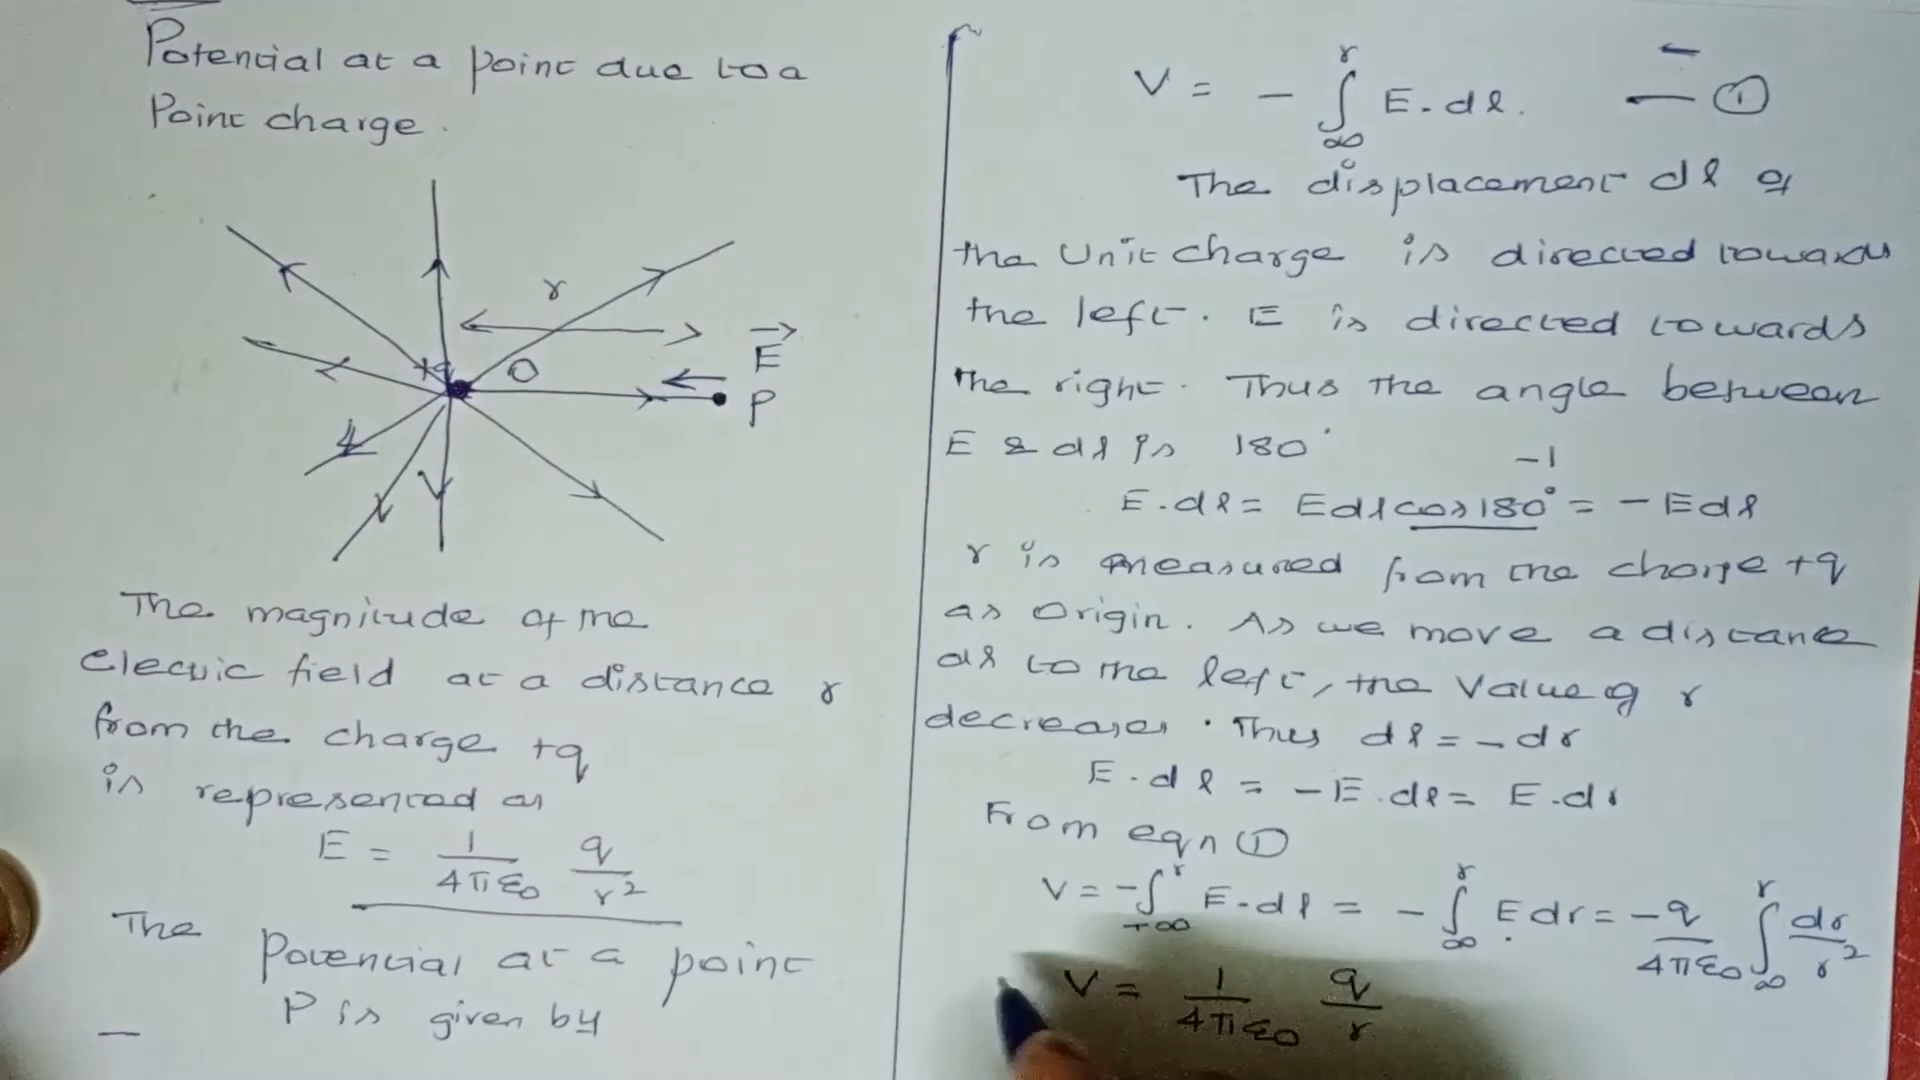 Potential at a point due to a
Point charge.
r
E
+q
O
P
The magnitude of the
electric field at a distance r
from the charge +q
is represented as
E = 1/4πε₀ q/r²
The Potential at a point
P is given by
V = - ∫∞^r E.dl. — ①
The displacement dl of
the Unit charge is directed towards
the left. E is directed towards
the right. Thus the angle between
E & dl is 180°
-1
E.dl = Edl cos180° = -Edl
r is measured from the charge +q
as Origin. As we move a distance
dl to the left, the Value of r
decreases. Thus dl = -dr
E.dl = -E.dl = E.dr
From eqn ①
V = -∫+∞^r E.dl = - ∫∞^r E dr = -q/4πε₀ ∫∞^r dr/r²
V = 1/4πε₀ q/r